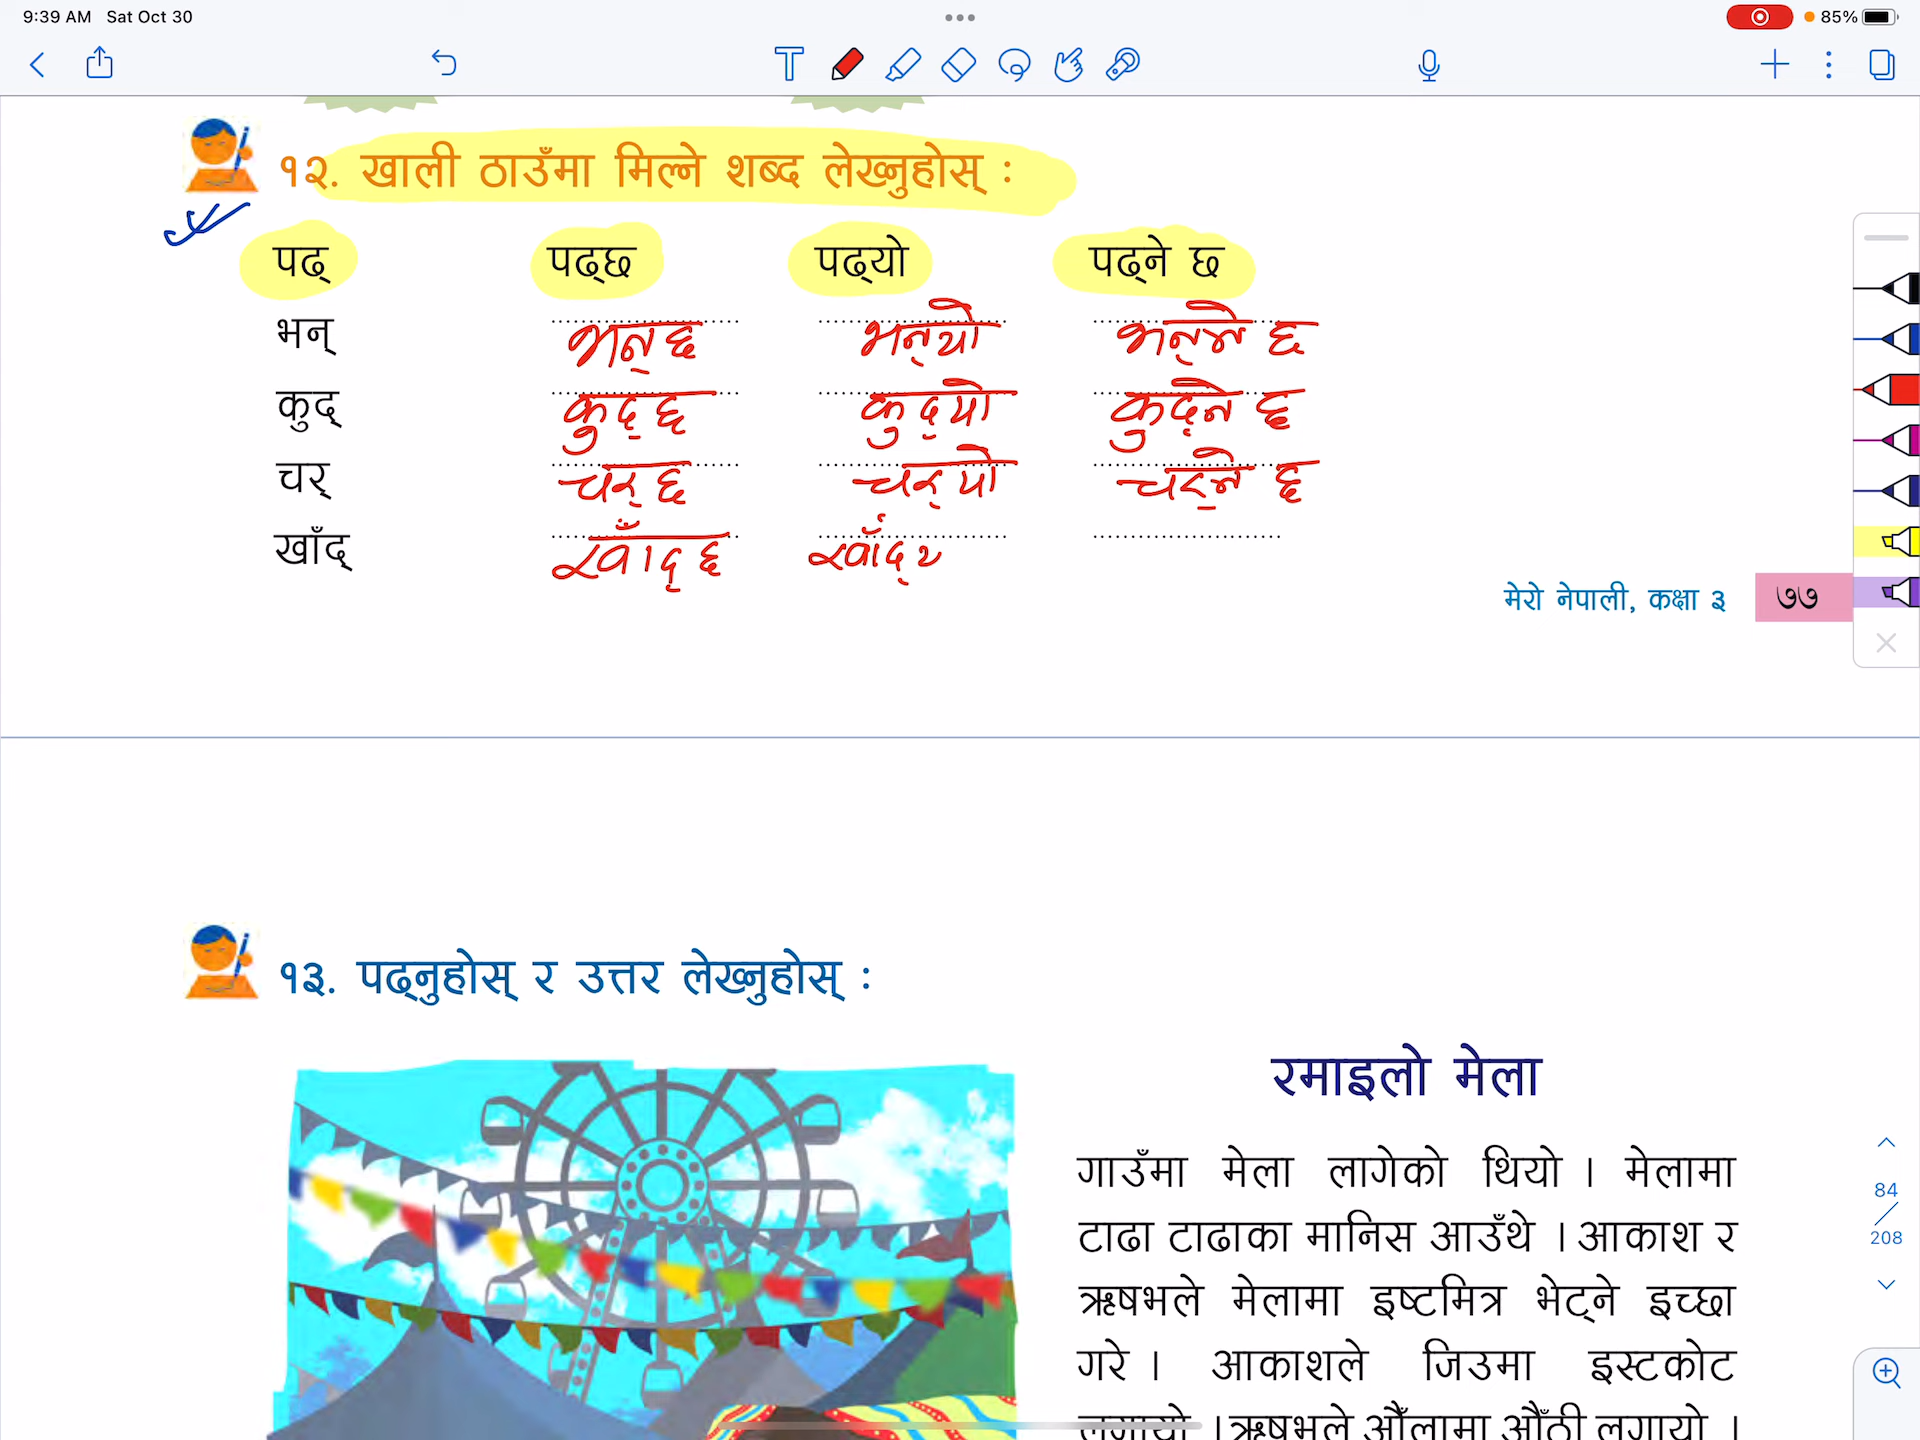 9:39 AM Sat Oct 30
85%
१२. खाली ठाउँमा मिल्ने शब्द लेख्नुहोस् :
पढ् पढ्छ पढ्यो पढ्ने छ
भन् भन्छ भन्यो भन्ने छ
कुद् कुद्छ कुद्यो कुद्ने छ
चर् चर्छ चर्यो चर्ने छ
खाँद् खाँद्छ खाँद्य
मेरो नेपाली, कक्षा ३ ७७
१३. पढ्नुहोस् र उत्तर लेख्नुहोस् :
रमाइलो मेला
गाउँमा मेला लागेको थियो । मेलामा
टाढा टाढाका मानिस आउँथे । आकाश र
ऋषभले मेलामा इष्टमित्र भेट्ने इच्छा
गरे । आकाशले जिउमा इस्टकोट
लगायो । ऋषभले औँलामा औँठी लगायो ।
84
208